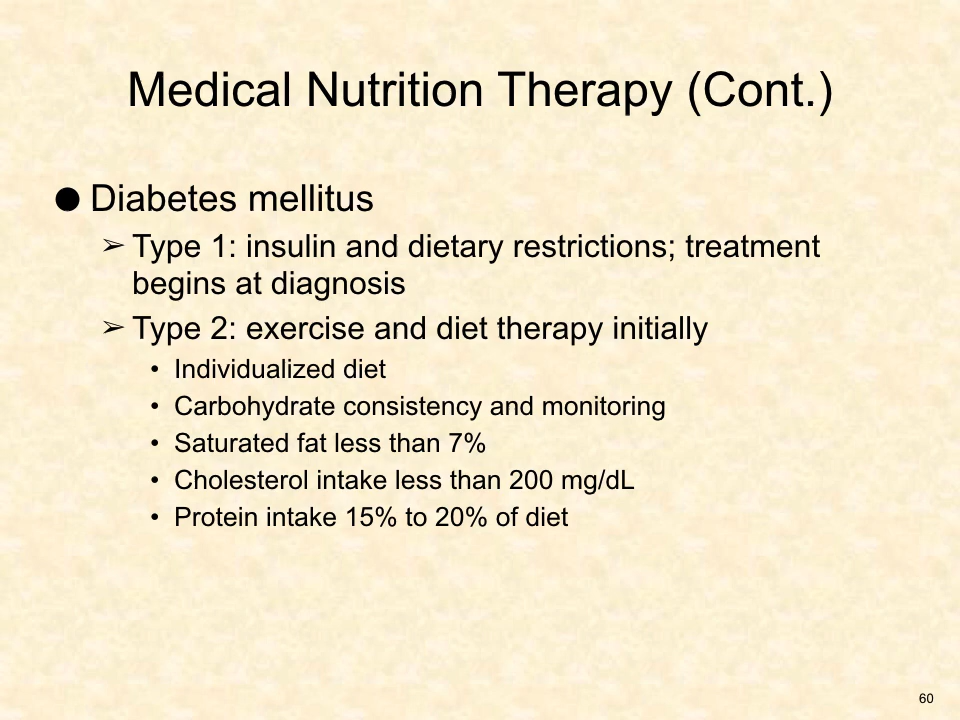 Medical Nutrition Therapy (Cont.)
● Diabetes mellitus
➢ Type 1: insulin and dietary restrictions; treatment
begins at diagnosis
➢ Type 2: exercise and diet therapy initially
• Individualized diet
• Carbohydrate consistency and monitoring
• Saturated fat less than 7%
• Cholesterol intake less than 200 mg/dL
• Protein intake 15% to 20% of diet
60